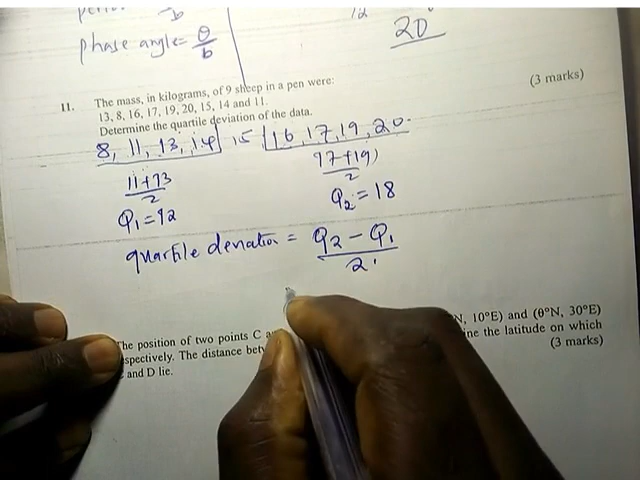 phase angle = θ/b
20
11. The mass, in kilograms, of 9 sheep in a pen were: (3 marks)
13, 8, 16, 17, 19, 20, 15, 14 and 11.
Determine the quartile deviation of the data.
8, 11, 13, 14 15 16, 17, 19, 20.
11+13/2 17+19)/2
Q1 = 12 Q2 = 18
quartile deviation = Q2 - Q1/2
The position of two points C a N, 10°E) and (θ°N, 30°E)
spectively. The distance bet ne the latitude on which
and D lie. (3 marks)